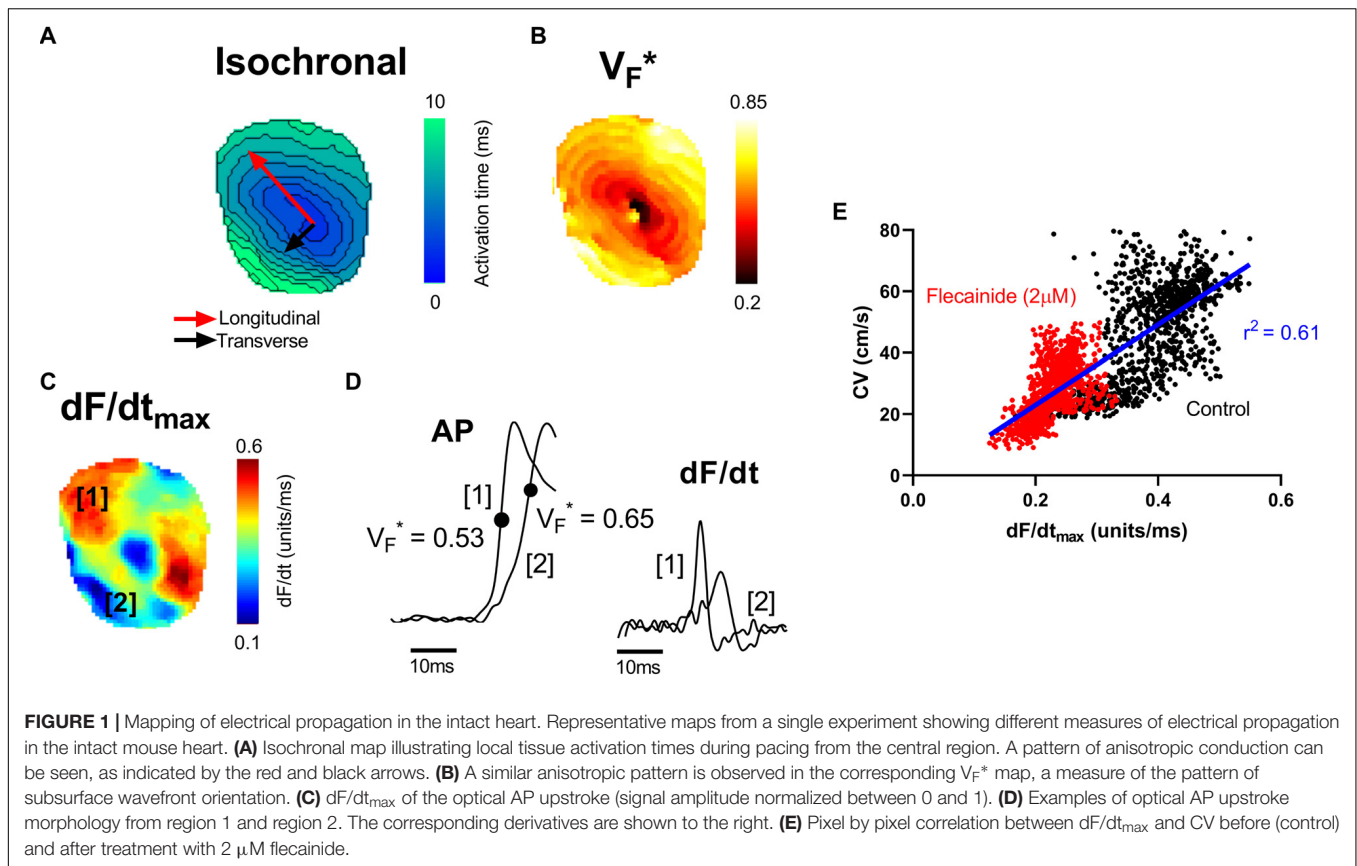 A
Isochronal
10
Activation time (ms)
0
Longitudinal
Transverse
B
V_F*
0.85
0.2
C
dF/dt_max
0.6
dF/dt (units/ms)
0.1
[1]
[2]
D
AP
[1]
V_F* = 0.53
V_F* = 0.65
[2]
10ms
dF/dt
[1]
[2]
10ms
E
80
60
40
20
0
CV (cm/s)
Flecainide (2μM)
r² = 0.61
Control
0.0 0.2 0.4 0.6
dF/dt_max (units/ms)
FIGURE 1 | Mapping of electrical propagation in the intact heart. Representative maps from a single experiment showing different measures of electrical propagation
in the intact mouse heart. (A) Isochronal map illustrating local tissue activation times during pacing from the central region. A pattern of anisotropic conduction can
be seen, as indicated by the red and black arrows. (B) A similar anisotropic pattern is observed in the corresponding V_F* map, a measure of the pattern of
subsurface wavefront orientation. (C) dF/dt_max of the optical AP upstroke (signal amplitude normalized between 0 and 1). (D) Examples of optical AP upstroke
morphology from region 1 and region 2. The corresponding derivatives are shown to the right. (E) Pixel by pixel correlation between dF/dt_max and CV before (control)
and after treatment with 2 μM flecainide.